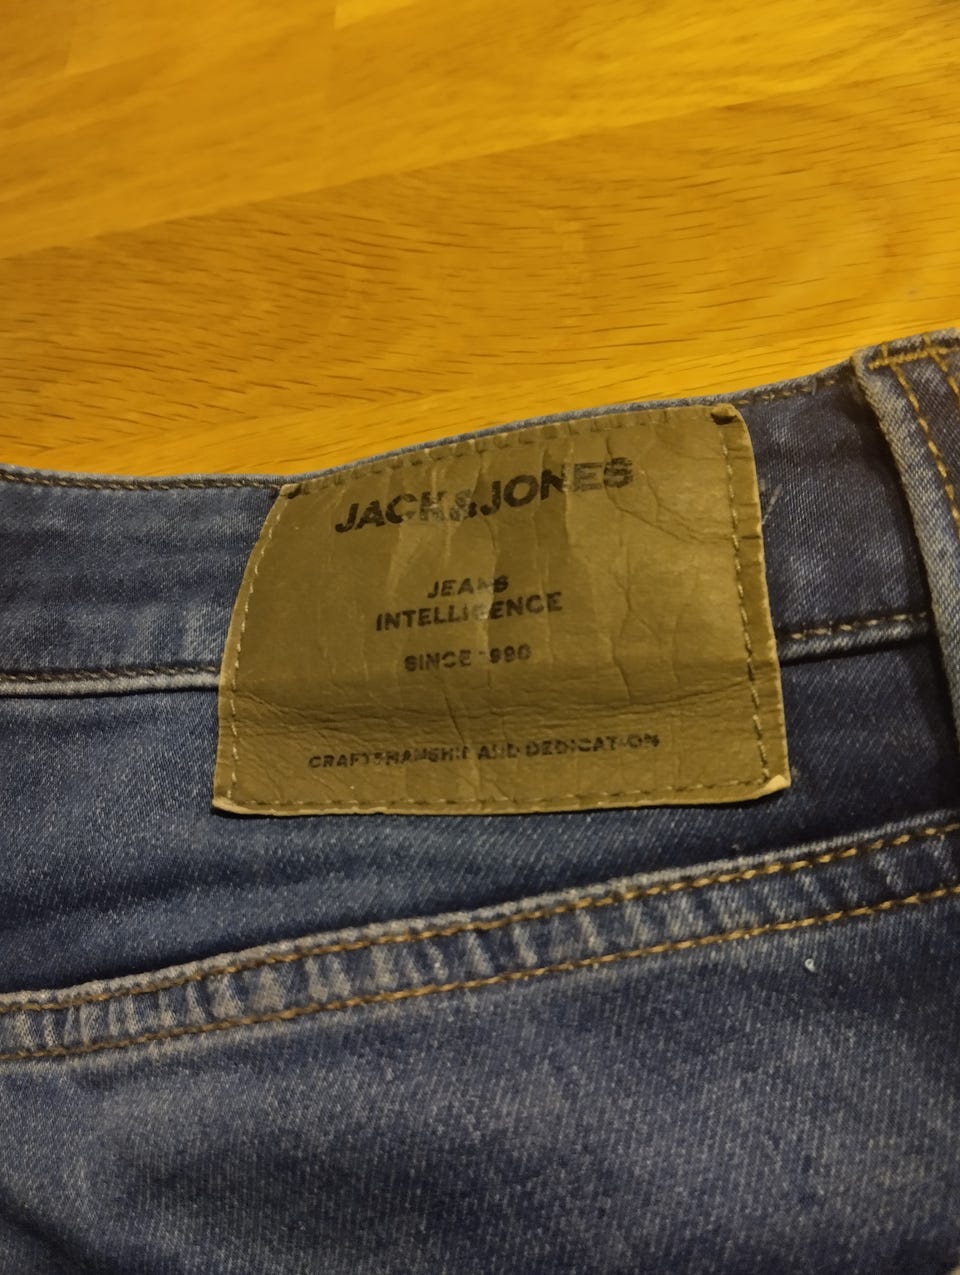 JACK&JONES
JEANS
INTELLIGENCE
SINCE 1990
CRAFTSMANSHIP AND DEDICATION